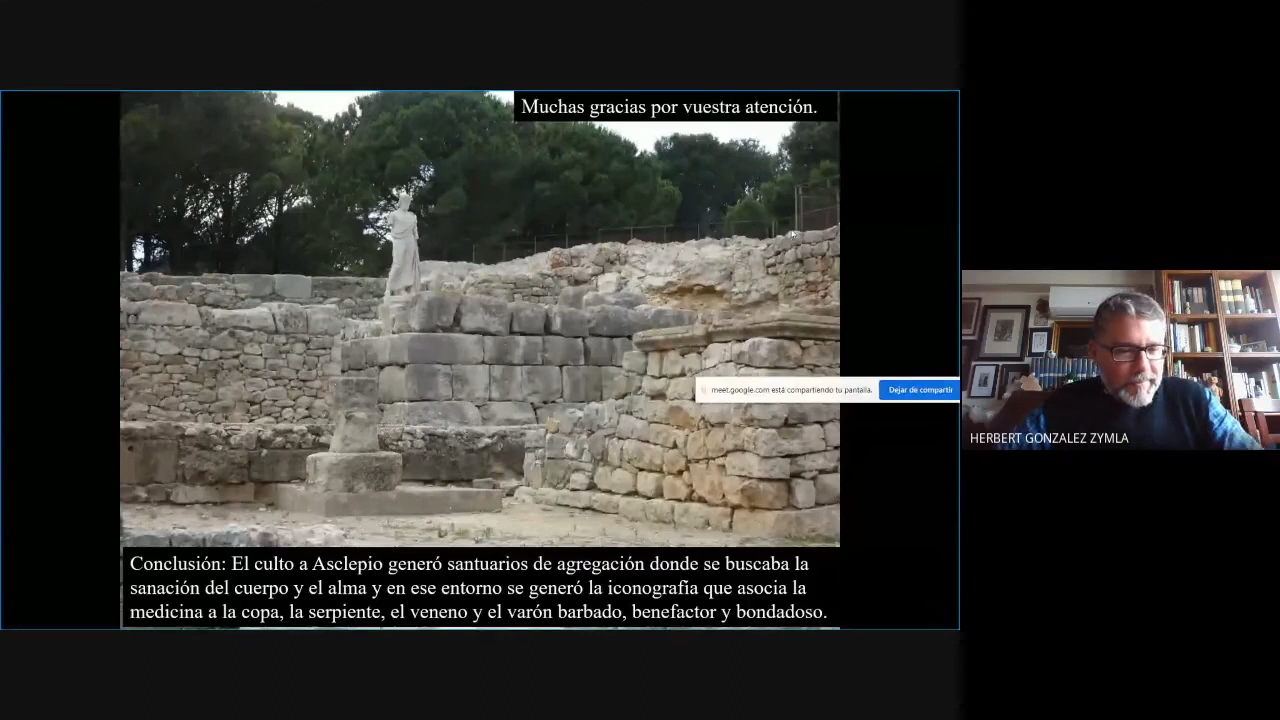 Muchas gracias por vuestra atención.
meet.google.com está compartiendo tu pantalla.
Dejar de compartir
HERBERT GONZALEZ ZYMLA
Conclusión: El culto a Asclepio generó santuarios de agregación donde se buscaba la
sanación del cuerpo y el alma y en ese entorno se generó la iconografía que asocia la
medicina a la copa, la serpiente, el veneno y el varón barbado, benefactor y bondadoso.